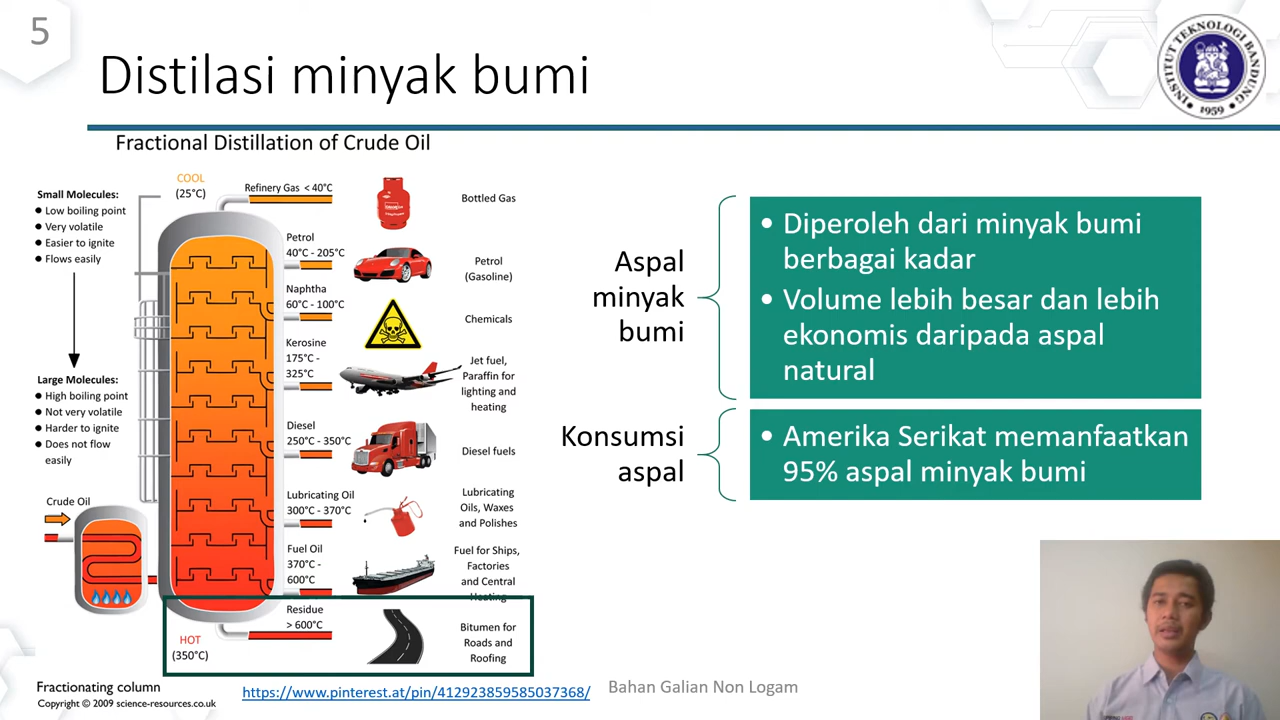 5
Distilasi minyak bumi
INSTITUT TEKNOLOGI BANDUNG
1959
Fractional Distillation of Crude Oil
COOL
(25°C)
Small Molecules:
● Low boiling point
● Very volatile
● Easier to ignite
● Flows easily
Large Molecules:
● High boiling point
● Not very volatile
● Harder to ignite
● Does not flow
easily
Crude Oil
Refinery Gas < 40°C
Bottled Gas
Petrol
40°C - 205°C
Petrol
(Gasoline)
Naphtha
60°C - 100°C
Chemicals
Kerosine
175°C -
325°C
Jet fuel,
Paraffin for
lighting and
heating
Diesel
250°C - 350°C
Diesel fuels
Lubricating Oil
300°C - 370°C
Lubricating
Oils, Waxes
and Polishes
Fuel Oil
370°C -
600°C
Fuel for Ships,
Factories
and Central
Heating
Residue
> 600°C
Bitumen for
Roads and
Roofing
HOT
(350°C)
Fractionating column
Copyright © 2009 science-resources.co.uk
https://www.pinterest.at/pin/412923859585037368/
Aspal
minyak
bumi
• Diperoleh dari minyak bumi
berbagai kadar
• Volume lebih besar dan lebih
ekonomis daripada aspal
natural
Konsumsi
aspal
• Amerika Serikat memanfaatkan
95% aspal minyak bumi
Bahan Galian Non Logam